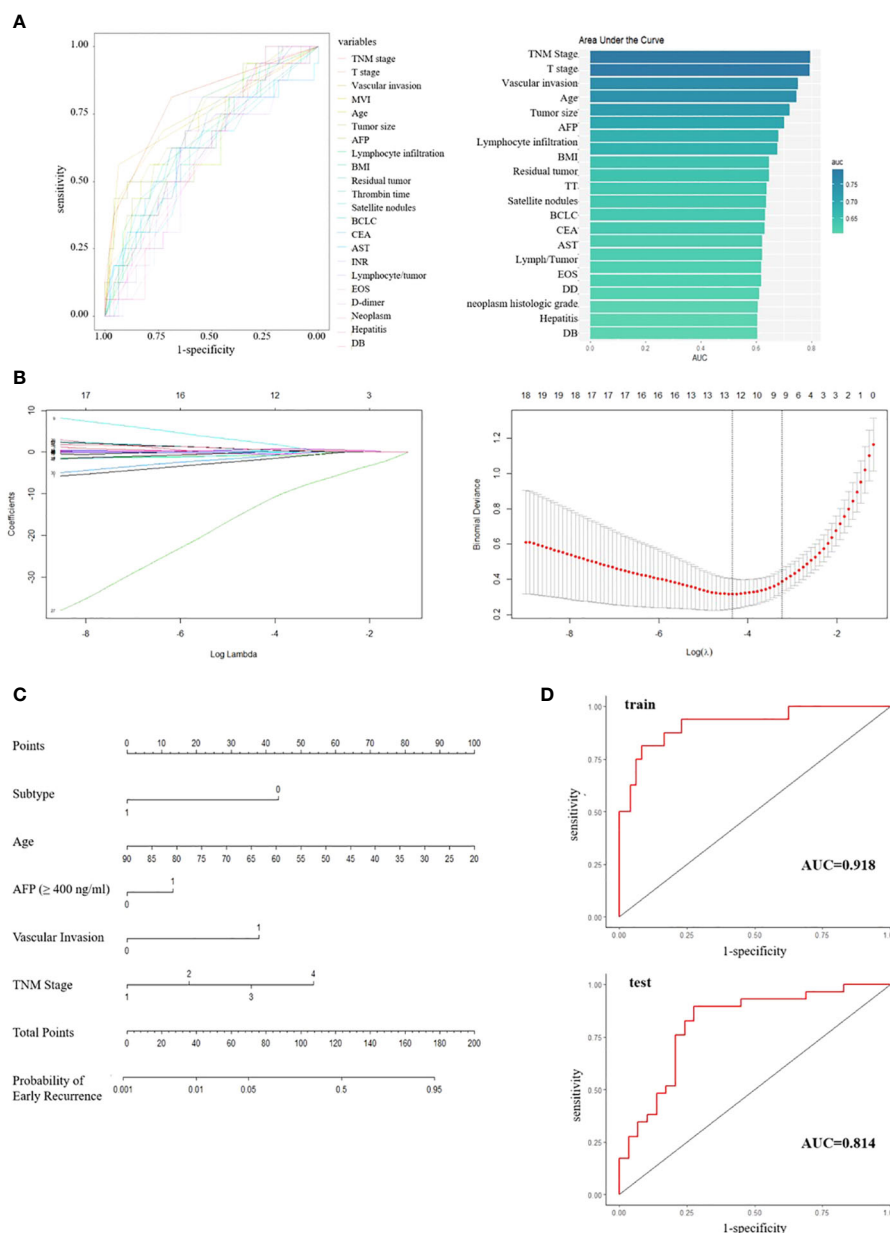 A
1.00
0.75
0.50
0.25
0.00
sensitivity
1.00 0.75 0.50 0.25 0.00
1-specificity
variables
TNM stage
T stage
Vascular invasion
MVI
Age
Tumor size
AFP
Lymphocyte infiltration
BMI
Residual tumor
Thrombin time
Satellite nodules
BCLC
CEA
AST
INR
Lymphocyte/tumor
EOS
D-dimer
Neoplasm
Hepatitis
DB
Area Under the Curve
TNM Stage
T stage
Vascular invasion
Age
Tumor size
AFP
Lymphocyte infiltration
BMI
Residual tumor
TT
Satellite nodules
BCLC
CEA
AST
Lymph/Tumor
EOS
DD
neoplasm histologic grade
Hepatitis
DB
0.0 0.2 0.4 0.6 0.8
AUC
auc
0.75
0.65
B
17 16 12 3
10
0
-10
-20
-30
Coefficients
-8 -6 -4 -2
Log Lambda
18 19 19 18 17 17 17 16 16 13 13 13 12 10 9 9 6 4 3 2 1 0
1.2
1.0
0.8
0.6
0.4
0.2
Binomial Deviance
-8 -6 -4 -2
Log(λ)
C
Points
0 10 20 30 40 50 60 70 80 90 100
Subtype
0
1
Age
90 85 80 75 70 65 60 55 50 45 40 35 30 25 20
AFP (≥ 400 ng/ml)
1
0
Vascular Invasion
1
0
TNM Stage
2 4
1 3
Total Points
0 20 40 60 80 100 120 140 160 180 200
Probability of
Early Recurrence
0.001 0.01 0.05 0.5 0.95
D
train
1.00
0.75
0.50
0.25
0.00
sensitivity
AUC=0.918
0.00 0.25 0.50 0.75 1.0
1-specificity
test
1.00
0.75
0.50
0.25
0.00
sensitivity
AUC=0.814
0.00 0.25 0.50 0.75 1.0
1-specificity